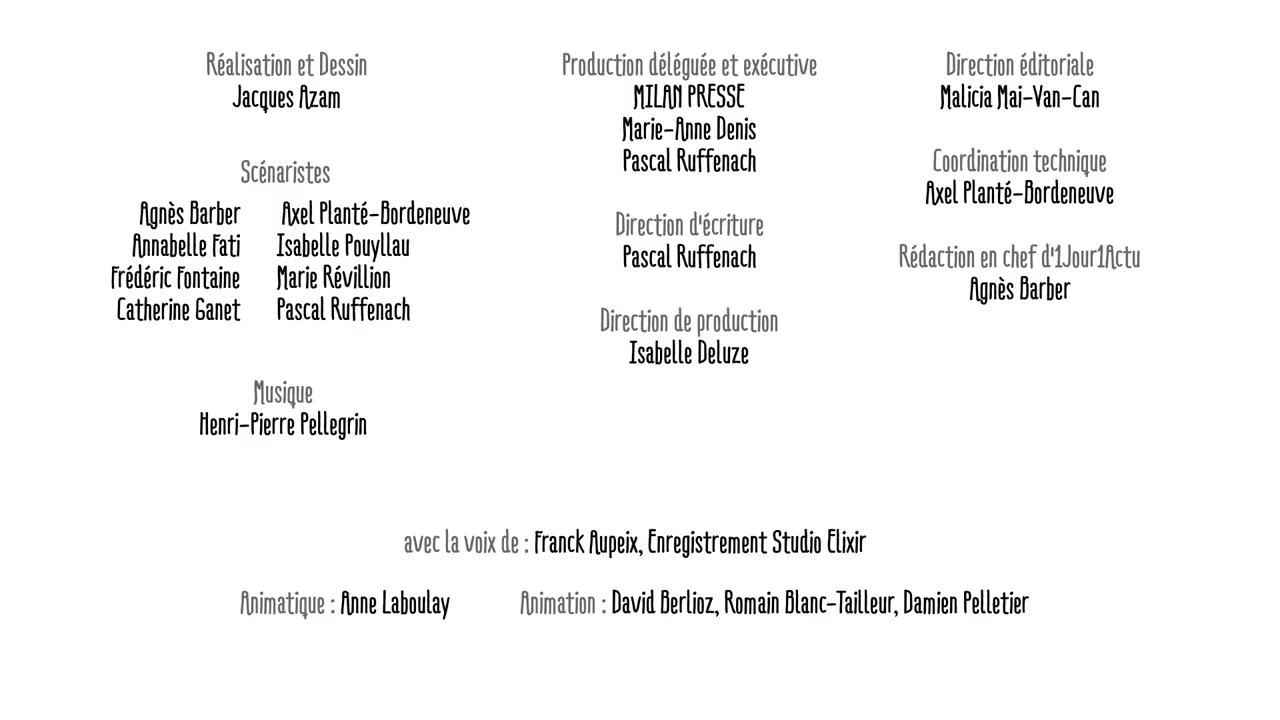 Réalisation et Dessin
Jacques Azam
Scénaristes
Agnès Barber Axel Planté-Bordeneuve
Annabelle Fati Isabelle Pouyllau
Frédéric Fontaine Marie Révillion
Catherine Ganet Pascal Ruffenach
Musique
Henri-Pierre Pellegrin
Production déléguée et exécutive
MILAN PRESSE
Marie-Anne Denis
Pascal Ruffenach
Direction d'écriture
Pascal Ruffenach
Direction de production
Isabelle Deluze
Direction éditoriale
Malicia Mai-Van-Can
Coordination technique
Axel Planté-Bordeneuve
Rédaction en chef d'1Jour1Actu
Agnès Barber
avec la voix de : Franck Aupeix, Enregistrement Studio Elixir
Animatique : Anne Laboulay Animation : David Berlioz, Romain Blanc-Tailleur, Damien Pelletier